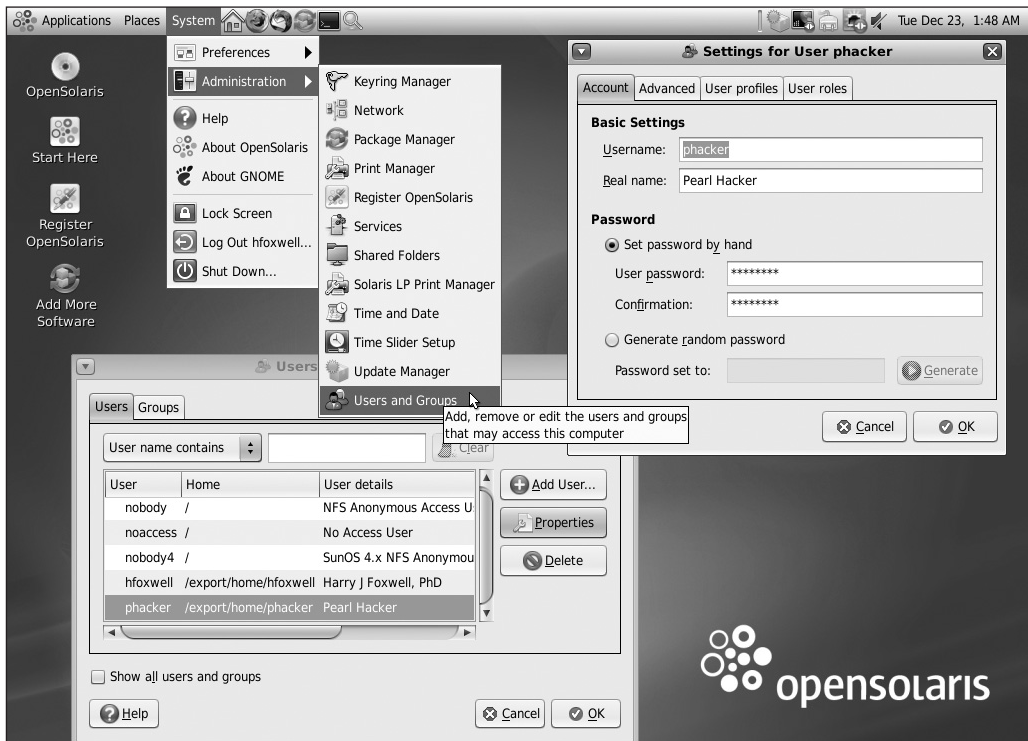 Applications Places System Tue Dec 23, 1:48 AM
OpenSolaris
Start Here
Register
OpenSolaris
Add More
Software
Preferences
Administration
Help
About OpenSolaris
About GNOME
Lock Screen
Log Out hfoxwell...
Shut Down...
Keyring Manager
Network
Package Manager
Print Manager
Register OpenSolaris
Services
Shared Folders
Solaris LP Print Manager
Time and Date
Time Slider Setup
Update Manager
Users and Groups
Add, remove or edit the users and groups
that may access this computer
Settings for User phacker
Account Advanced User profiles User roles
Basic Settings
Username: phacker
Real name: Pearl Hacker
Password
Set password by hand
User password: ********
Confirmation: ********
Generate random password
Password set to: Generate
Cancel OK
Users
Users Groups
User name contains Clear
User Home User details
nobody / NFS Anonymous Access U
noaccess / No Access User
nobody4 / SunOS 4.x NFS Anonymou
hfoxwell /export/home/hfoxwell Harry J Foxwell, PhD
phacker /export/home/phacker Pearl Hacker
Add User...
Properties
Delete
Show all users and groups
Help Cancel OK
opensolaris